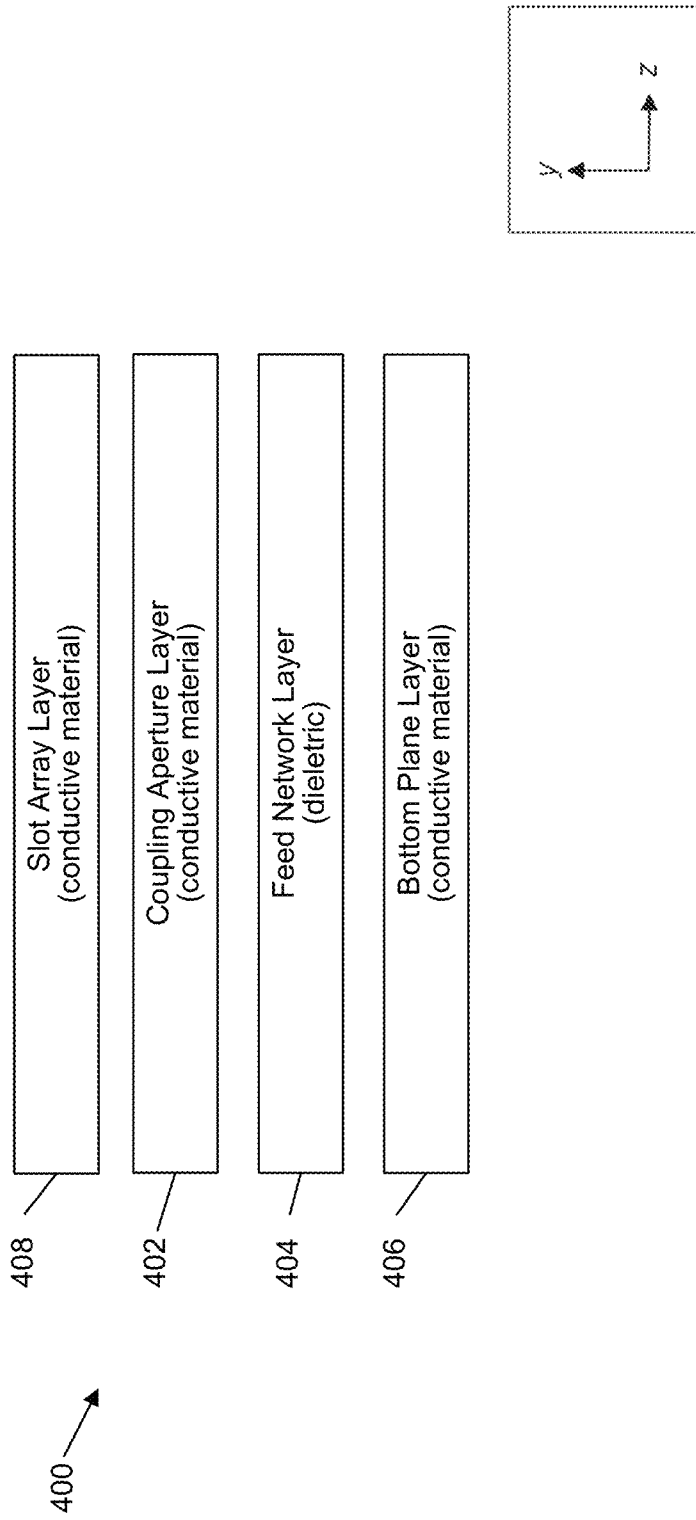 400
408
Slot Array Layer
(conductive material)
402
Coupling Aperture Layer
(conductive material)
404
Feed Network Layer
(dieletric)
406
Bottom Plane Layer
(conductive material)
y
z